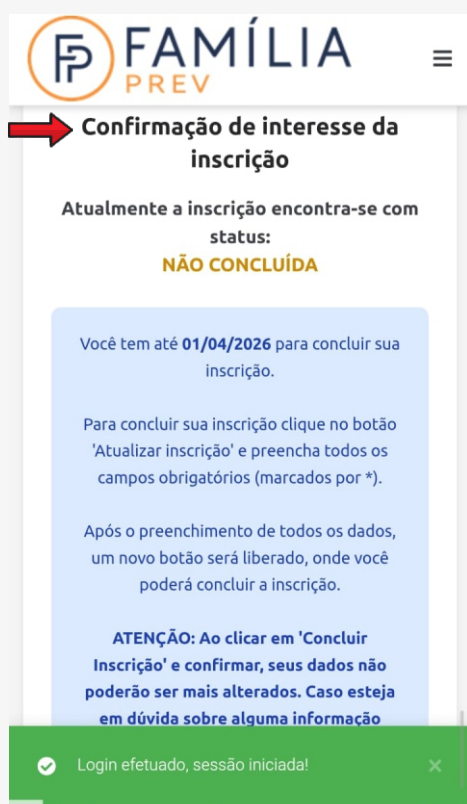 FP FAMÍLIA
PREV
Confirmação de interesse da
inscrição
Atualmente a inscrição encontra-se com
status:
NÃO CONCLUÍDA
Você tem até 01/04/2026 para concluir sua
inscrição.
Para concluir sua inscrição clique no botão
'Atualizar inscrição' e preencha todos os
campos obrigatórios (marcados por *).
Após o preenchimento de todos os dados,
um novo botão será liberado, onde você
poderá concluir a inscrição.
ATENÇÃO: Ao clicar em 'Concluir
Inscrição' e confirmar, seus dados não
poderão ser mais alterados. Caso esteja
em dúvida sobre alguma informação
Login efetuado, sessão iniciada!